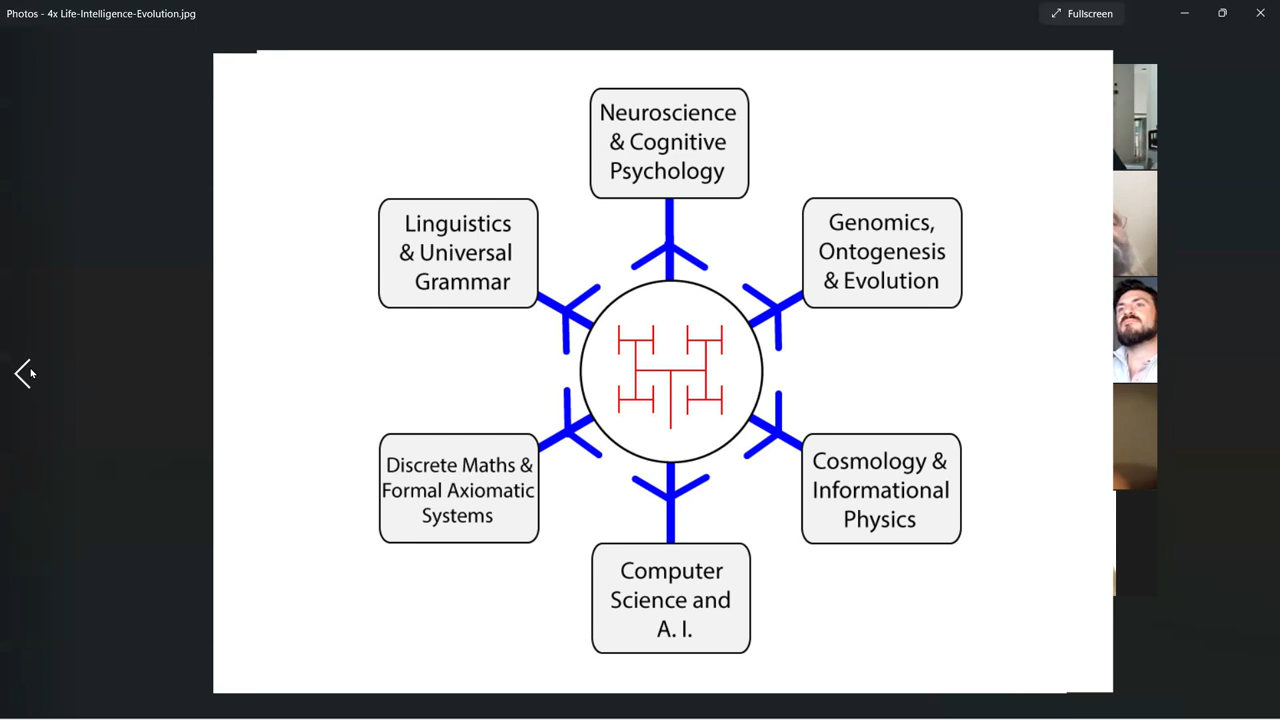 Photos - 4x Life-Intelligence-Evolution.jpg
Fullscreen
Neuroscience
& Cognitive
Psychology
Linguistics
& Universal
Grammar
Genomics,
Ontogenesis
& Evolution
Discrete Maths &
Formal Axiomatic
Systems
Cosmology &
Informational
Physics
Computer
Science and
A. I.